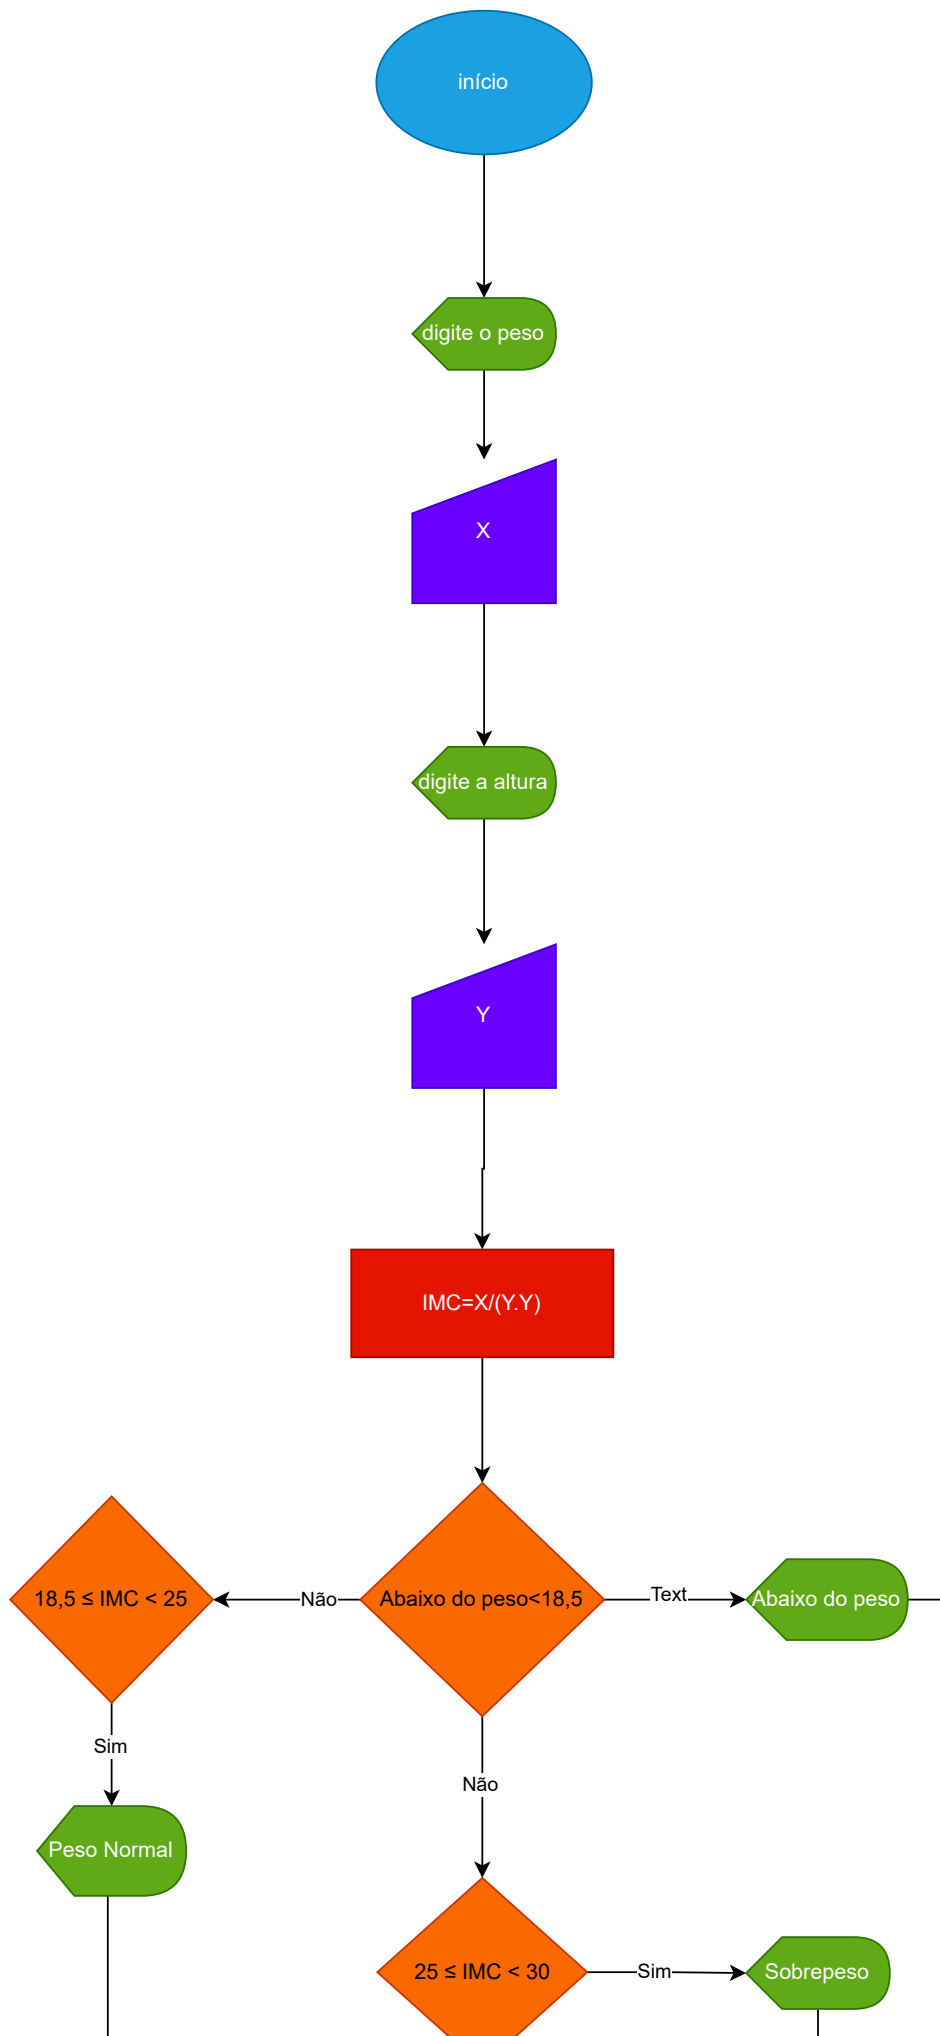 início
digite o peso
X
digite a altura
Y
IMC=X/(Y.Y)
18,5 ≤ IMC < 25
Não
Abaixo do peso<18,5
Text
Abaixo do peso
Sim
Não
Peso Normal
25 ≤ IMC < 30
Sim
Sobrepeso